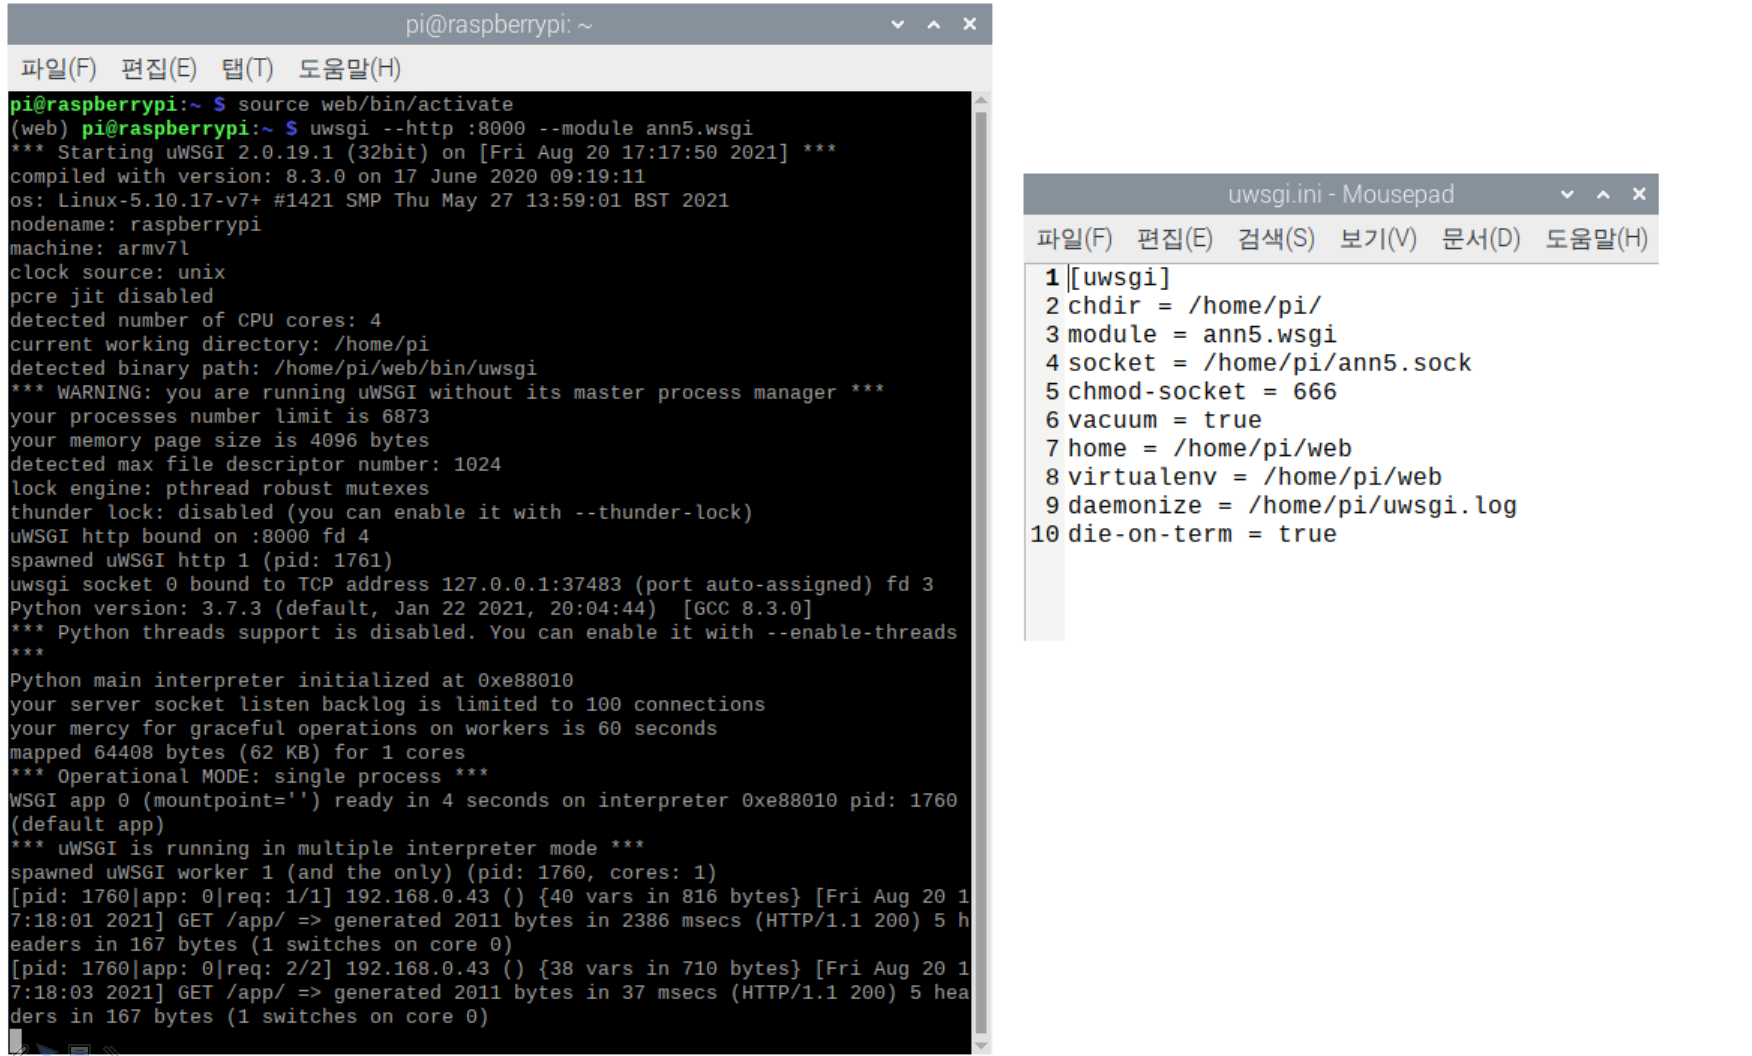 pi@raspberrypi: ~
파일(F) 편집(E) 탭(T) 도움말(H)
pi@raspberrypi:~ $ source web/bin/activate
(web) pi@raspberrypi:~ $ uwsgi --http :8000 --module ann5.wsgi
*** Starting uWSGI 2.0.19.1 (32bit) on [Fri Aug 20 17:17:50 2021] ***
compiled with version: 8.3.0 on 17 June 2020 09:19:11
os: Linux-5.10.17-v7+ #1421 SMP Thu May 27 13:59:01 BST 2021
nodename: raspberrypi
machine: armv7l
clock source: unix
pcre jit disabled
detected number of CPU cores: 4
current working directory: /home/pi
detected binary path: /home/pi/web/bin/uwsgi
*** WARNING: you are running uWSGI without its master process manager ***
your processes number limit is 6873
your memory page size is 4096 bytes
detected max file descriptor number: 1024
lock engine: pthread robust mutexes
thunder lock: disabled (you can enable it with --thunder-lock)
uWSGI http bound on :8000 fd 4
spawned uWSGI http 1 (pid: 1761)
uwsgi socket 0 bound to TCP address 127.0.0.1:37483 (port auto-assigned) fd 3
Python version: 3.7.3 (default, Jan 22 2021, 20:04:44)  [GCC 8.3.0]
*** Python threads support is disabled. You can enable it with --enable-threads
***
Python main interpreter initialized at 0xe88010
your server socket listen backlog is limited to 100 connections
your mercy for graceful operations on workers is 60 seconds
mapped 64408 bytes (62 KB) for 1 cores
*** Operational MODE: single process ***
WSGI app 0 (mountpoint='') ready in 4 seconds on interpreter 0xe88010 pid: 1760
(default app)
*** uWSGI is running in multiple interpreter mode ***
spawned uWSGI worker 1 (and the only) (pid: 1760, cores: 1)
[pid: 1760|app: 0|req: 1/1] 192.168.0.43 () {40 vars in 816 bytes} [Fri Aug 20 1
7:18:01 2021] GET /app/ => generated 2011 bytes in 2386 msecs (HTTP/1.1 200) 5 h
eaders in 167 bytes (1 switches on core 0)
[pid: 1760|app: 0|req: 2/2] 192.168.0.43 () {38 vars in 710 bytes} [Fri Aug 20 1
7:18:03 2021] GET /app/ => generated 2011 bytes in 37 msecs (HTTP/1.1 200) 5 hea
ders in 167 bytes (1 switches on core 0)
uwsgi.ini - Mousepad
파일(F) 편집(E) 검색(S) 보기(V) 문서(D) 도움말(H)
1 [uwsgi]
2 chdir = /home/pi/
3 module = ann5.wsgi
4 socket = /home/pi/ann5.sock
5 chmod-socket = 666
6 vacuum = true
7 home = /home/pi/web
8 virtualenv = /home/pi/web
9 daemonize = /home/pi/uwsgi.log
10 die-on-term = true